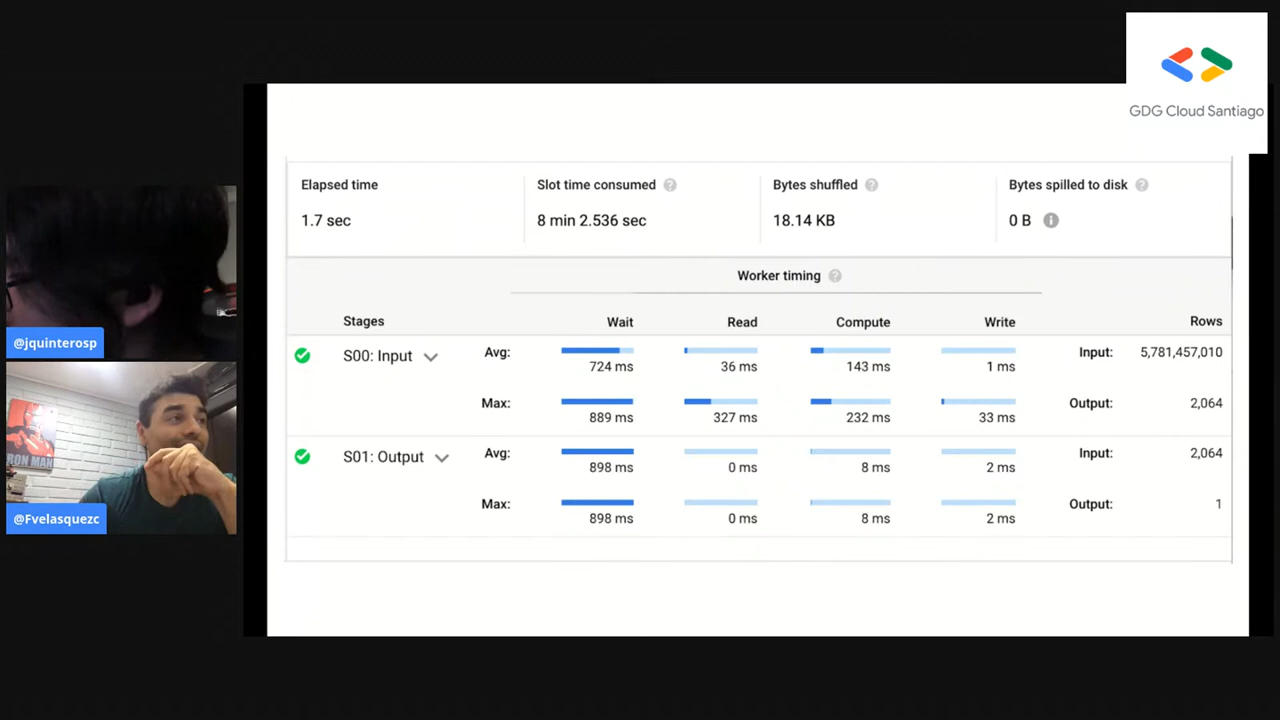 GDG Cloud Santiago
Elapsed time Slot time consumed Bytes shuffled Bytes spilled to disk
1.7 sec 8 min 2.536 sec 18.14 KB 0 B
Worker timing
Stages Wait Read Compute Write Rows
S00: Input Avg: 724 ms 36 ms 143 ms 1 ms Input: 5,781,457,010
Max: 889 ms 327 ms 232 ms 33 ms Output: 2,064
S01: Output Avg: 898 ms 0 ms 8 ms 2 ms Input: 2,064
Max: 898 ms 0 ms 8 ms 2 ms Output: 1
@jquinterosp
IRON MAN
@Fvelasquezc